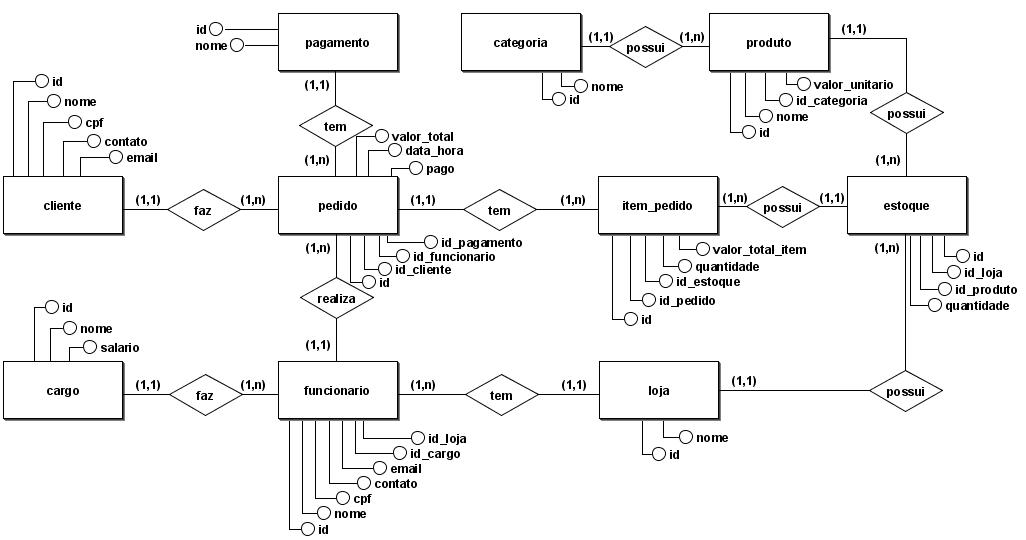 id
nome
pagamento
(1,1)
tem
(1,n)
categoria
nome
id
(1,1)
possui
(1,n)
produto
valor_unitario
id_categoria
nome
id
(1,1)
possui
(1,n)
id
nome
cpf
contato
email
cliente
(1,1)
faz
(1,n)
valor_total
data_hora
pago
pedido
id_pagamento
id_funcionario
id_cliente
id
(1,1)
tem
(1,n)
item_pedido
valor_total_item
quantidade
id_estoque
id_pedido
id
(1,n)
possui
(1,1)
estoque
id
id_loja
id_produto
quantidade
(1,n)
(1,n)
realiza
(1,1)
id
nome
salario
cargo
(1,1)
faz
(1,n)
funcionario
id_loja
id_cargo
email
contato
cpf
nome
id
(1,n)
tem
(1,1)
loja
nome
id
(1,1)
possui